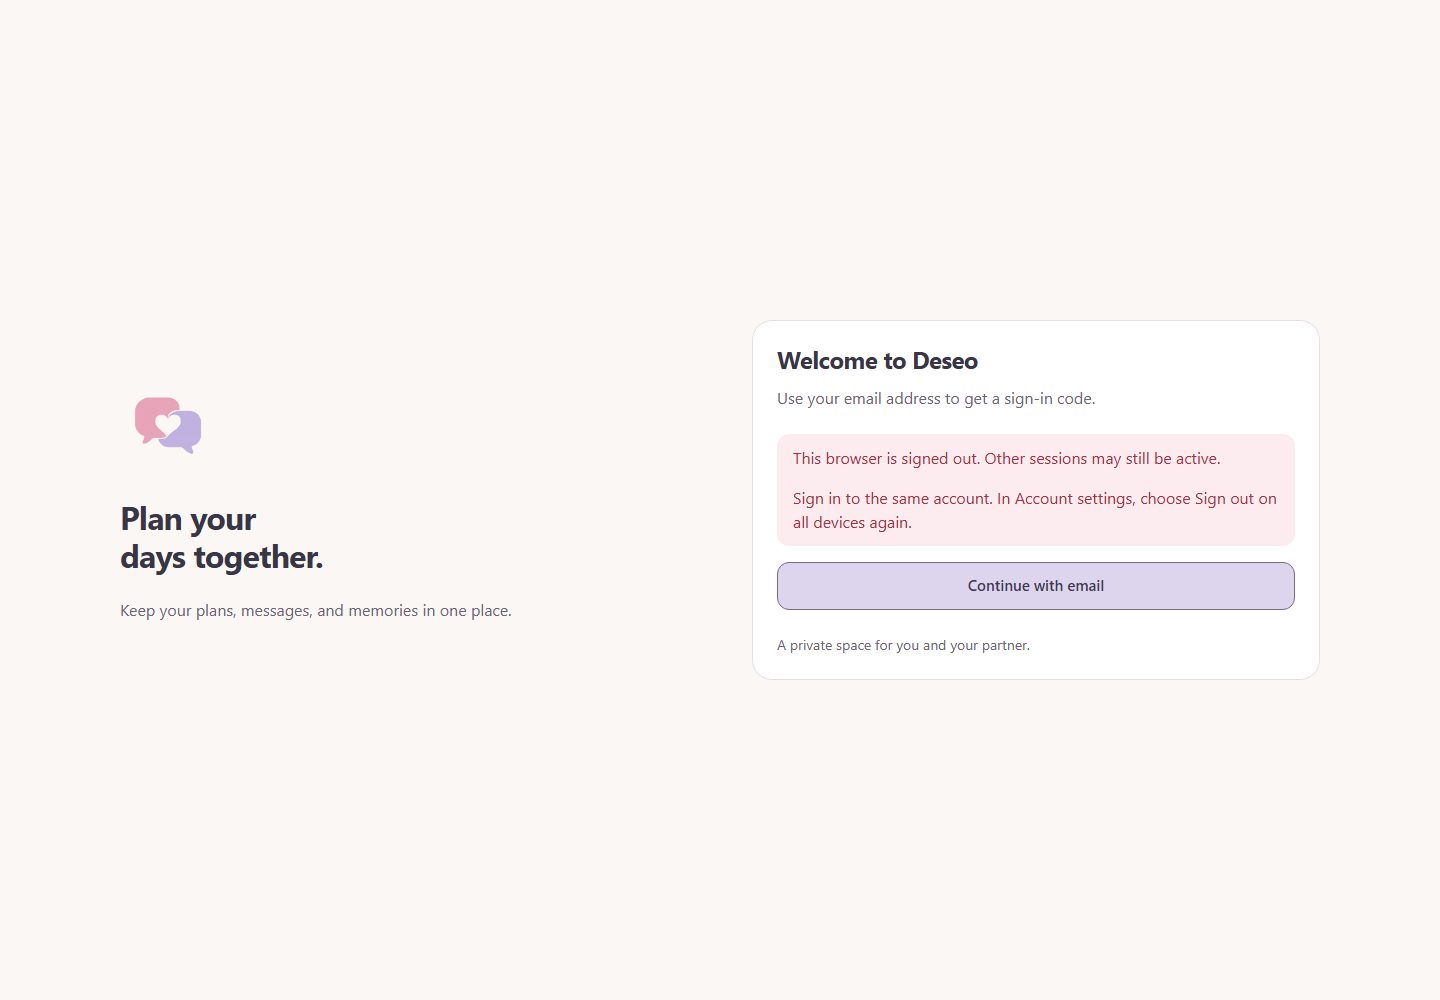 Plan your
days together.
Keep your plans, messages, and memories in one place.
Welcome to Deseo
Use your email address to get a sign-in code.
This browser is signed out. Other sessions may still be active.
Sign in to the same account. In Account settings, choose Sign out on
all devices again.
Continue with email
A private space for you and your partner.